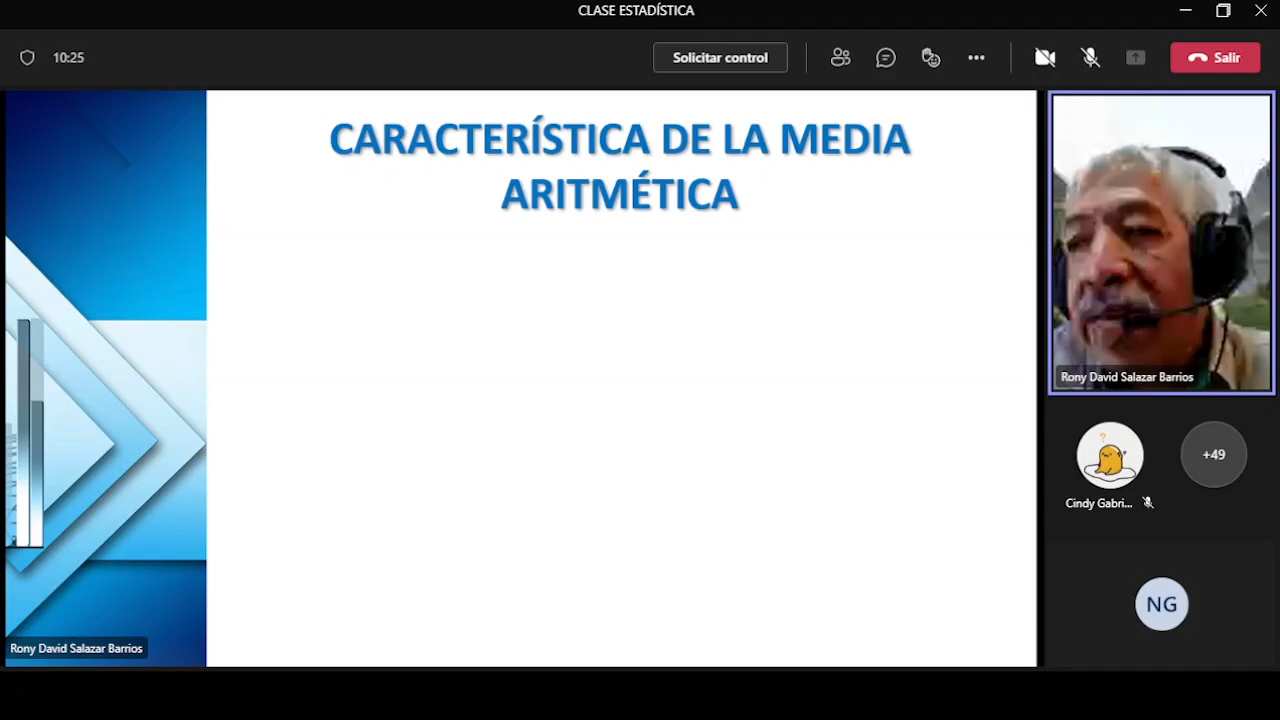 CLASE ESTADÍSTICA
10:25
Solicitar control
Salir
CARACTERÍSTICA DE LA MEDIA
ARITMÉTICA
Rony David Salazar Barrios
+49
Cindy Gabri...
NG
Rony David Salazar Barrios